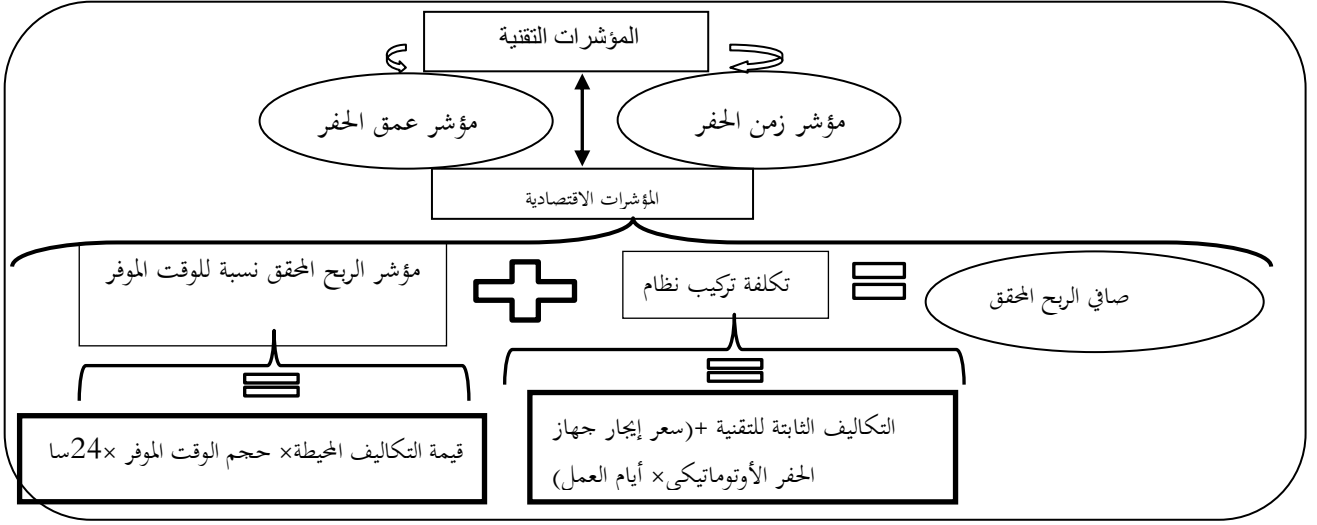 المؤشرات التقنية
مؤشر زمن الحفر
مؤشر عمق الحفر
المؤشرات الاقتصادية
صافي الربح المحقق
تكلفة تركيب نظام
مؤشر الربح المحقق نسبة للوقت الموفر
التكاليف الثابتة للتقنية +(سعر إيجار جهاز
الحفر الأوتوماتيكي× أيام العمل)
قيمة التكاليف المحيطة× حجم الوقت الموفر ×24سا